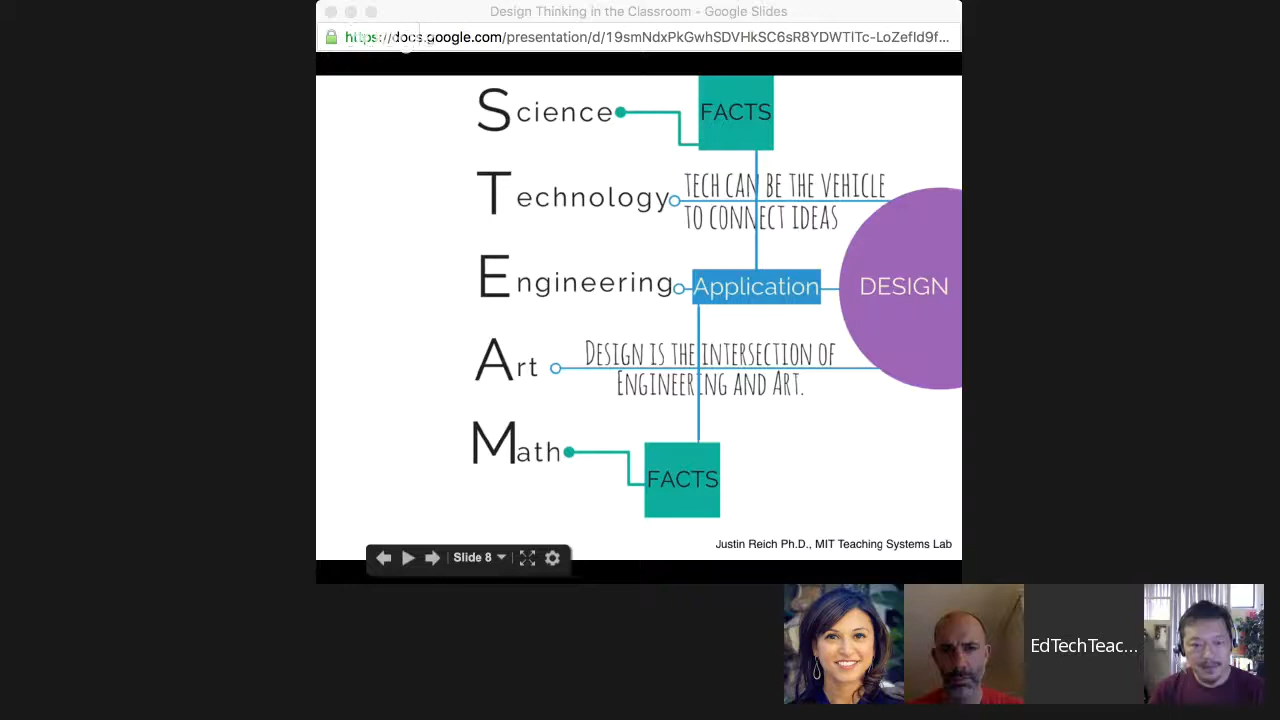 Design Thinking in the Classroom - Google Slides
https://docs.google.com/presentation/d/19smNdxPkGwhSDVHkSC6sR8YDWTlTc-LoZefld9f...
Science FACTS
Technology TECH CAN BE THE VEHICLE
TO CONNECT IDEAS
Engineering Application DESIGN
Art DESIGN IS THE INTERSECTION OF
ENGINEERING AND ART.
Math FACTS
Justin Reich Ph.D., MIT Teaching Systems Lab
Slide 8
EdTechTeac...